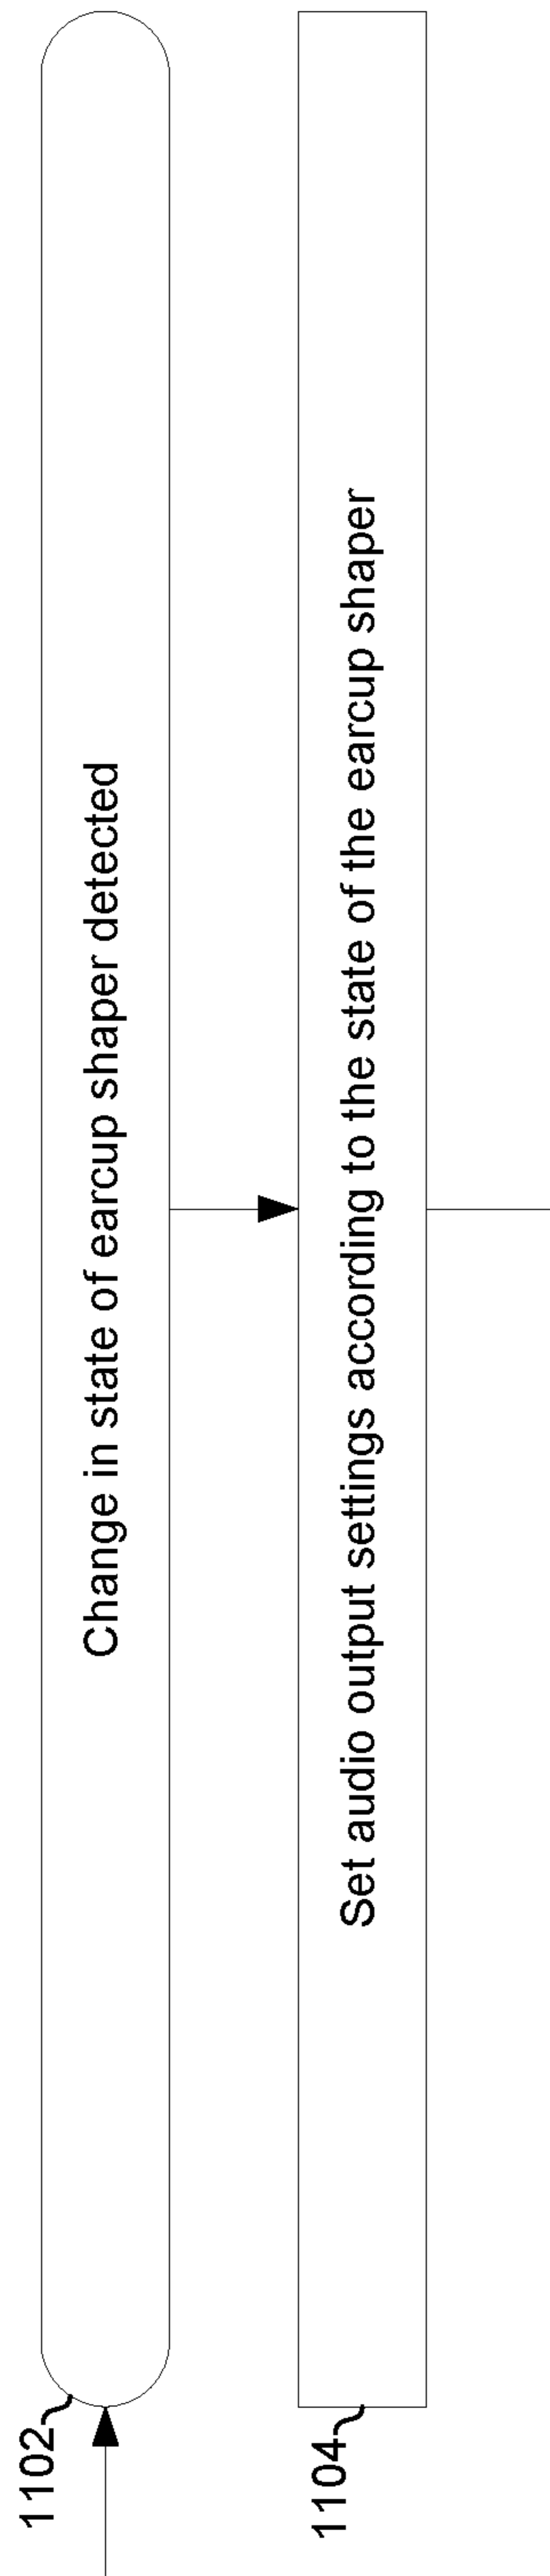 1102
Change in state of earcup shaper detected
1104
Set audio output settings according to the state of the earcup shaper